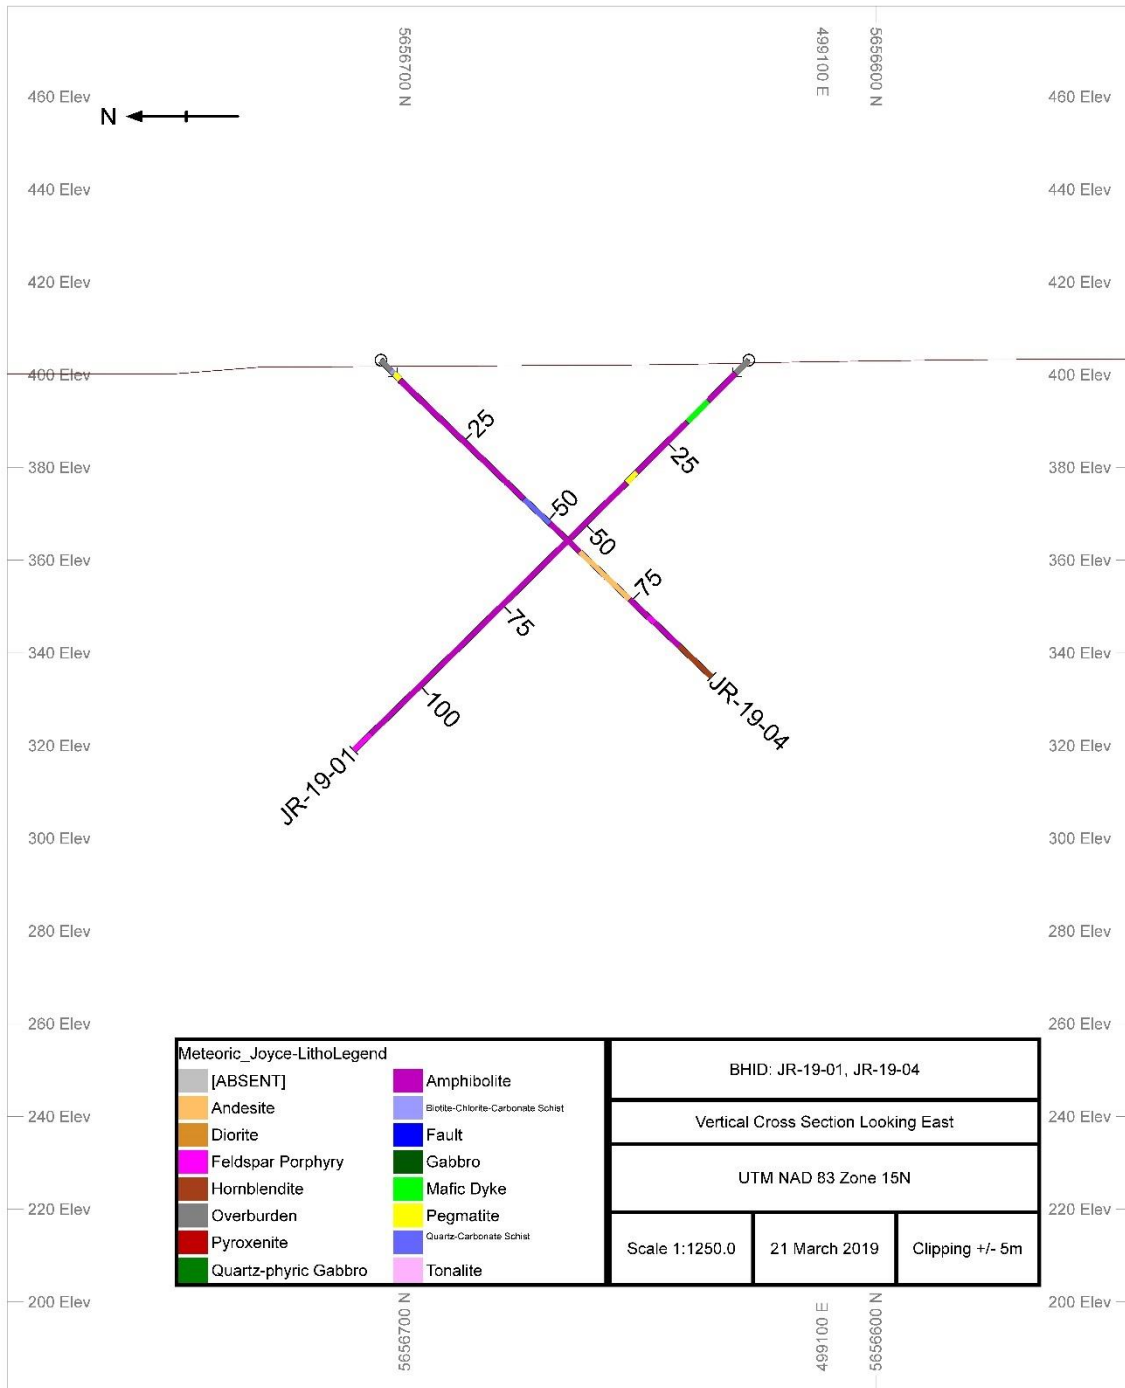 5656700 N
499100 E
5656600 N
460 Elev
460 Elev
N
440 Elev
440 Elev
420 Elev
420 Elev
400 Elev
400 Elev
25
25
380 Elev
380 Elev
50
50
360 Elev
360 Elev
75
75
340 Elev
340 Elev
100
JR-19-04
320 Elev
320 Elev
JR-19-01
300 Elev
300 Elev
280 Elev
280 Elev
260 Elev
260 Elev
Meteoric_Joyce-LithoLegend
[ABSENT]
Andesite
Diorite
Feldspar Porphyry
Hornblendite
Overburden
Pyroxenite
Quartz-phyric Gabbro
Amphibolite
Biotite-Chlorite-Carbonate Schist
Fault
Gabbro
Mafic Dyke
Pegmatite
Quartz-Carbonate Schist
Tonalite
BHID: JR-19-01, JR-19-04
Vertical Cross Section Looking East
UTM NAD 83 Zone 15N
Scale 1:1250.0
21 March 2019
Clipping +/- 5m
240 Elev
240 Elev
220 Elev
220 Elev
200 Elev
200 Elev
5656700 N
499100 E
5656600 N